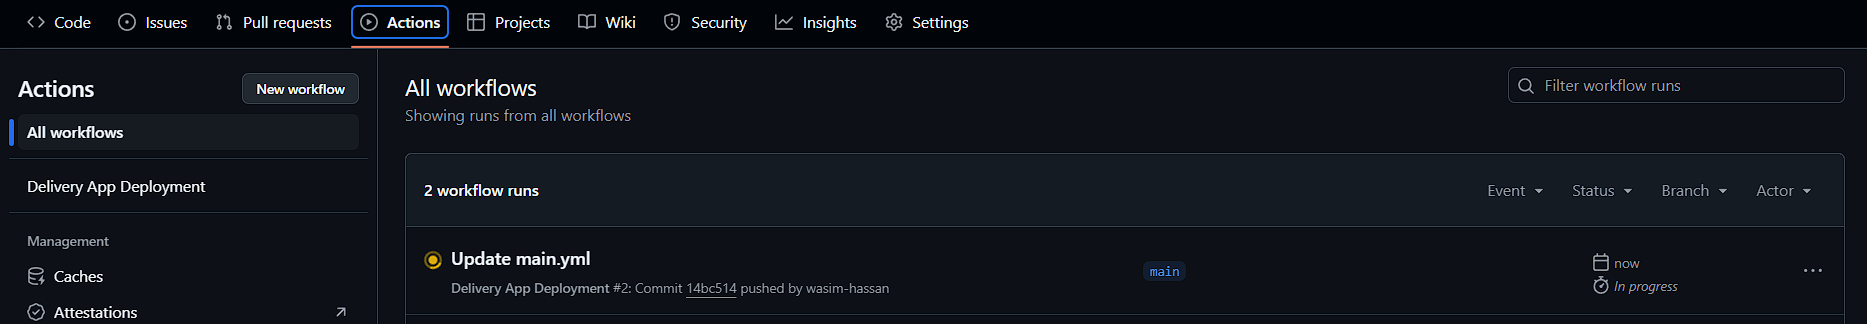 Code Issues Pull requests Actions Projects Wiki Security Insights Settings
Actions
New workflow
All workflows
Delivery App Deployment
Management
Caches
Attestations
All workflows
Showing runs from all workflows
Filter workflow runs
2 workflow runs
Event Status Branch Actor
Update main.yml
Delivery App Deployment #2: Commit 14bc514 pushed by wasim-hassan
main
now
In progress